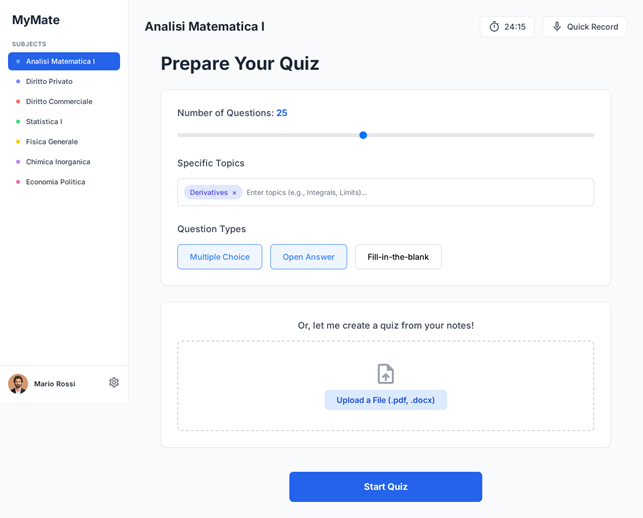 MyMate
SUBJECTS
Analisi Matematica I
Diritto Privato
Diritto Commerciale
Statistica I
Fisica Generale
Chimica Inorganica
Economia Politica
Mario Rossi
Analisi Matematica I
24:15
Quick Record
Prepare Your Quiz
Number of Questions: 25
Specific Topics
Derivatives × Enter topics (e.g., Integrals, Limits)...
Question Types
Multiple Choice
Open Answer
Fill-in-the-blank
Or, let me create a quiz from your notes!
Upload a File (.pdf, .docx)
Start Quiz